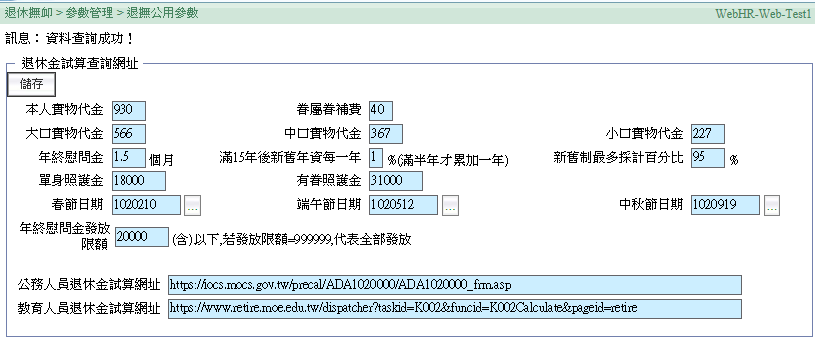 退休撫卹 > 參數管理 > 退撫公用參數 WebHR-Web-Test1
訊息： 資料查詢成功！
退休金試算查詢網址
儲存
本人實物代金 930 眷屬眷補費 40
大口實物代金 566 中口實物代金 367 小口實物代金 227
年終慰問金 1.5 個月 滿15年後新舊年資每一年 1 %(滿半年才累加一年) 新舊制最多採計百分比 95 %
單身照護金 18000 有眷照護金 31000
春節日期 1020210 ... 端午節日期 1020512 ... 中秋節日期 1020919 ...
年終慰問金發放
限額 20000 (含)以下,若發放限額=999999,代表全部發放
公務人員退休金試算網址 https://iocs.mocs.gov.tw/precal/ADA1020000/ADA1020000_frm.asp
教育人員退休金試算網址 https://www.retire.moe.edu.tw/dispatcher?taskid=K002&funcid=K002Calculate&pageid=retire